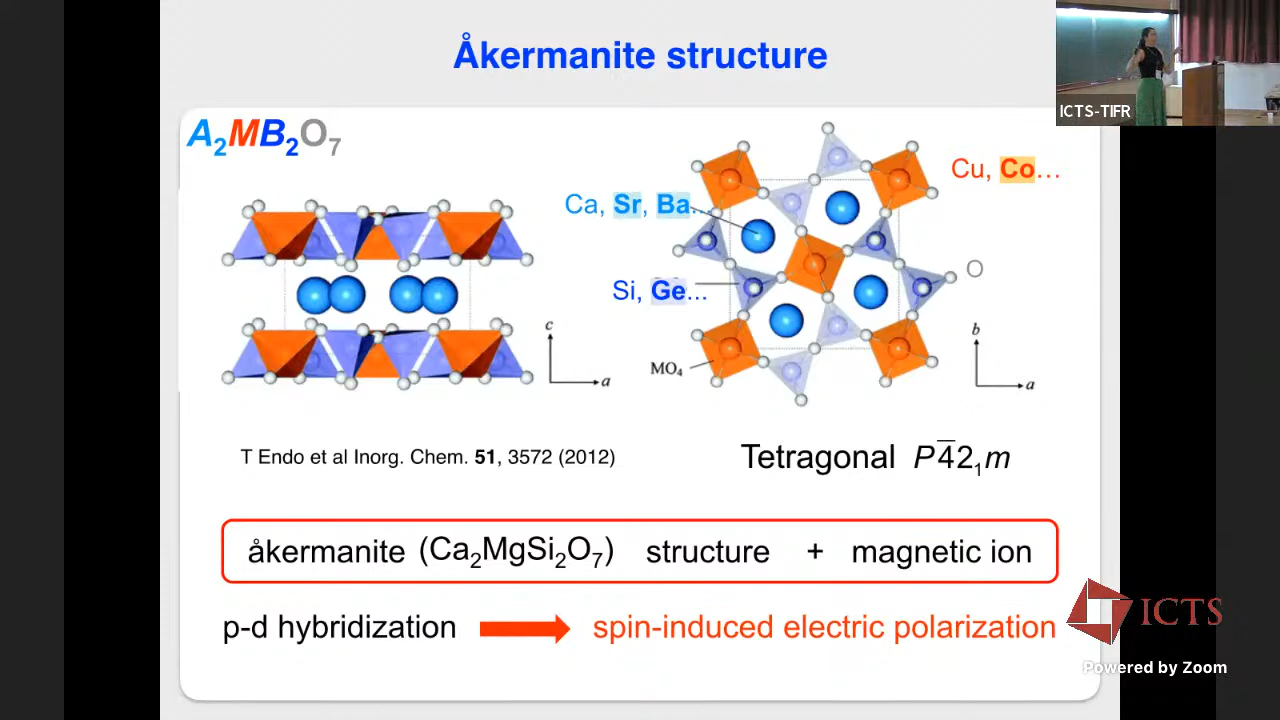 Åkermanite structure
ICTS-TIFR
A₂MB₂O₇
Cu, Co...
Ca, Sr, Ba...
O
Si, Ge...
c
a
MO₄
b
a
T Endo et al Inorg. Chem. 51, 3572 (2012)
Tetragonal P4̅2₁m
åkermanite (Ca₂MgSi₂O₇) structure + magnetic ion
p-d hybridization spin-induced electric polarization
ICTS
Powered by Zoom